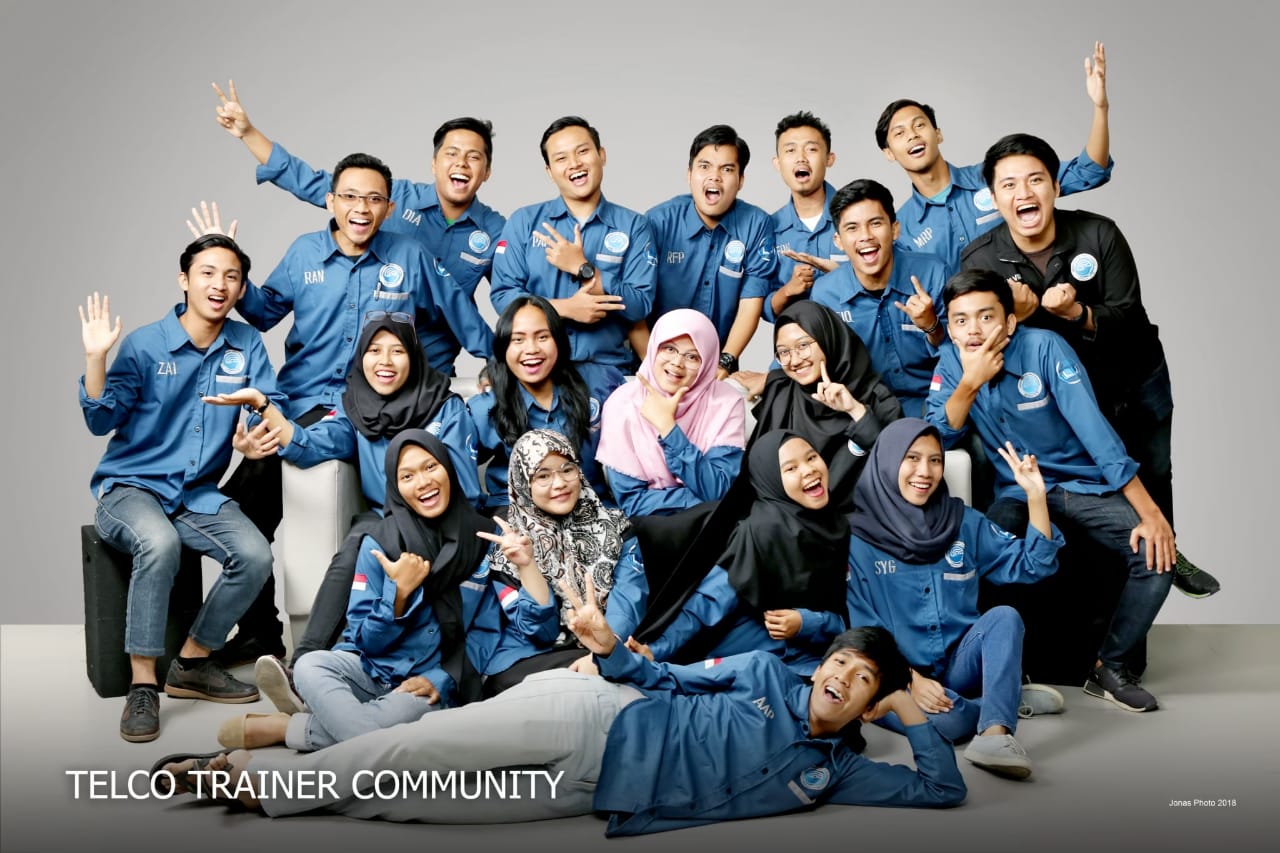 DIA
RAN
RFP
MRP
ZAI
SYG
AAP
TELCO TRAINER COMMUNITY
Jonas Photo 2018